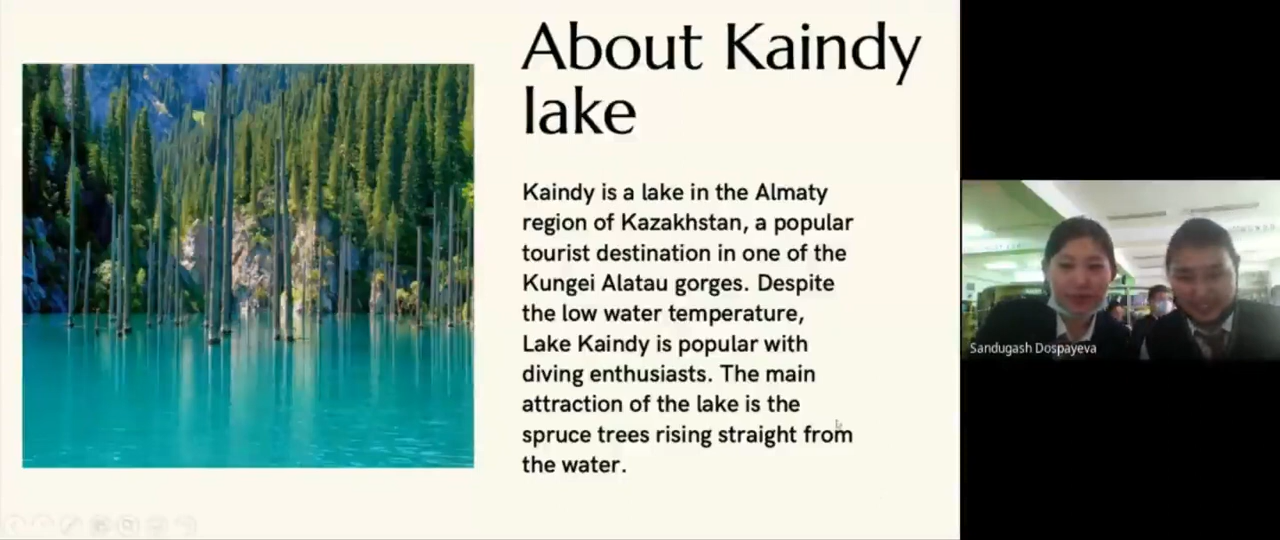 About Kaindy
lake
Kaindy is a lake in the Almaty
region of Kazakhstan, a popular
tourist destination in one of the
Kungei Alatau gorges. Despite
the low water temperature,
Lake Kaindy is popular with
diving enthusiasts. The main
attraction of the lake is the
spruce trees rising straight from
the water.
Sandugash Dospayeva